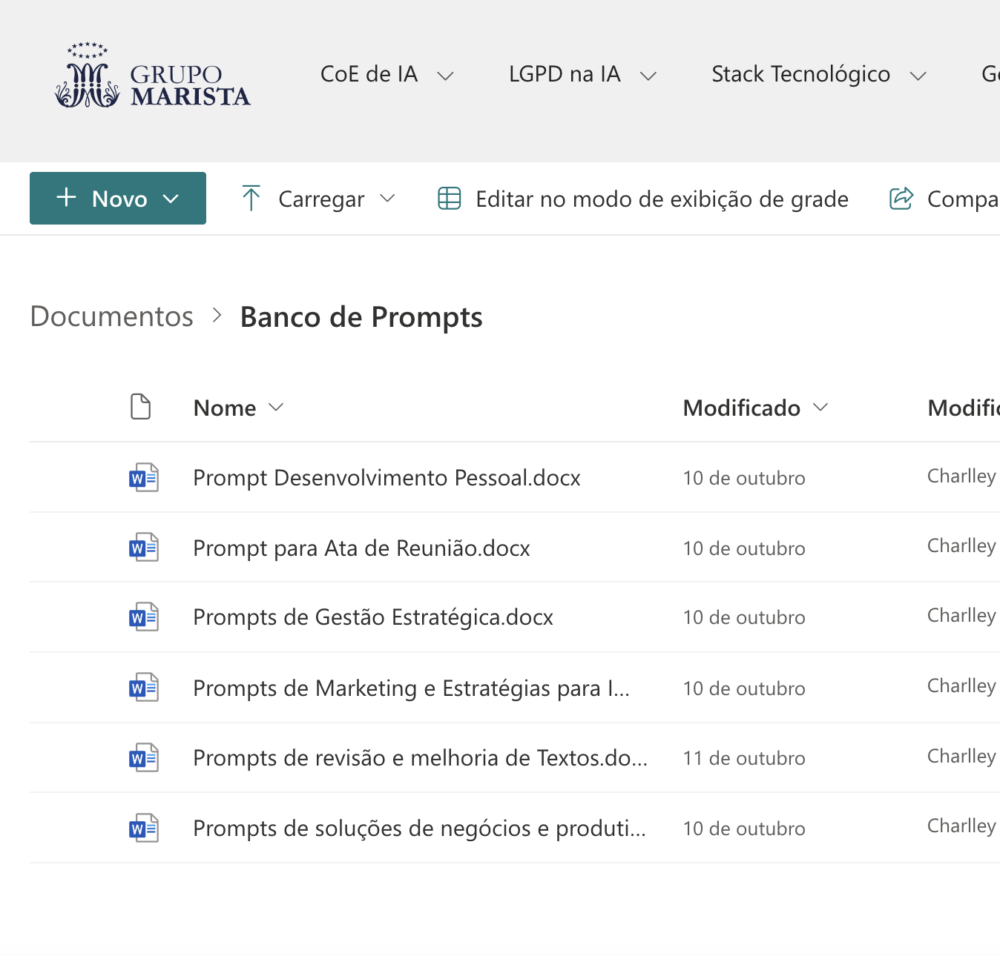 GRUPO
MARISTA
CoE de IA
LGPD na IA
Stack Tecnológico
Novo
Carregar
Editar no modo de exibição de grade
Documentos > Banco de Prompts
Nome
Modificado
Prompt Desenvolvimento Pessoal.docx 10 de outubro Charlley
Prompt para Ata de Reunião.docx 10 de outubro Charlley
Prompts de Gestão Estratégica.docx 10 de outubro Charlley
Prompts de Marketing e Estratégias para I... 10 de outubro Charlley
Prompts de revisão e melhoria de Textos.do... 11 de outubro Charlley
Prompts de soluções de negócios e produti... 10 de outubro Charlley